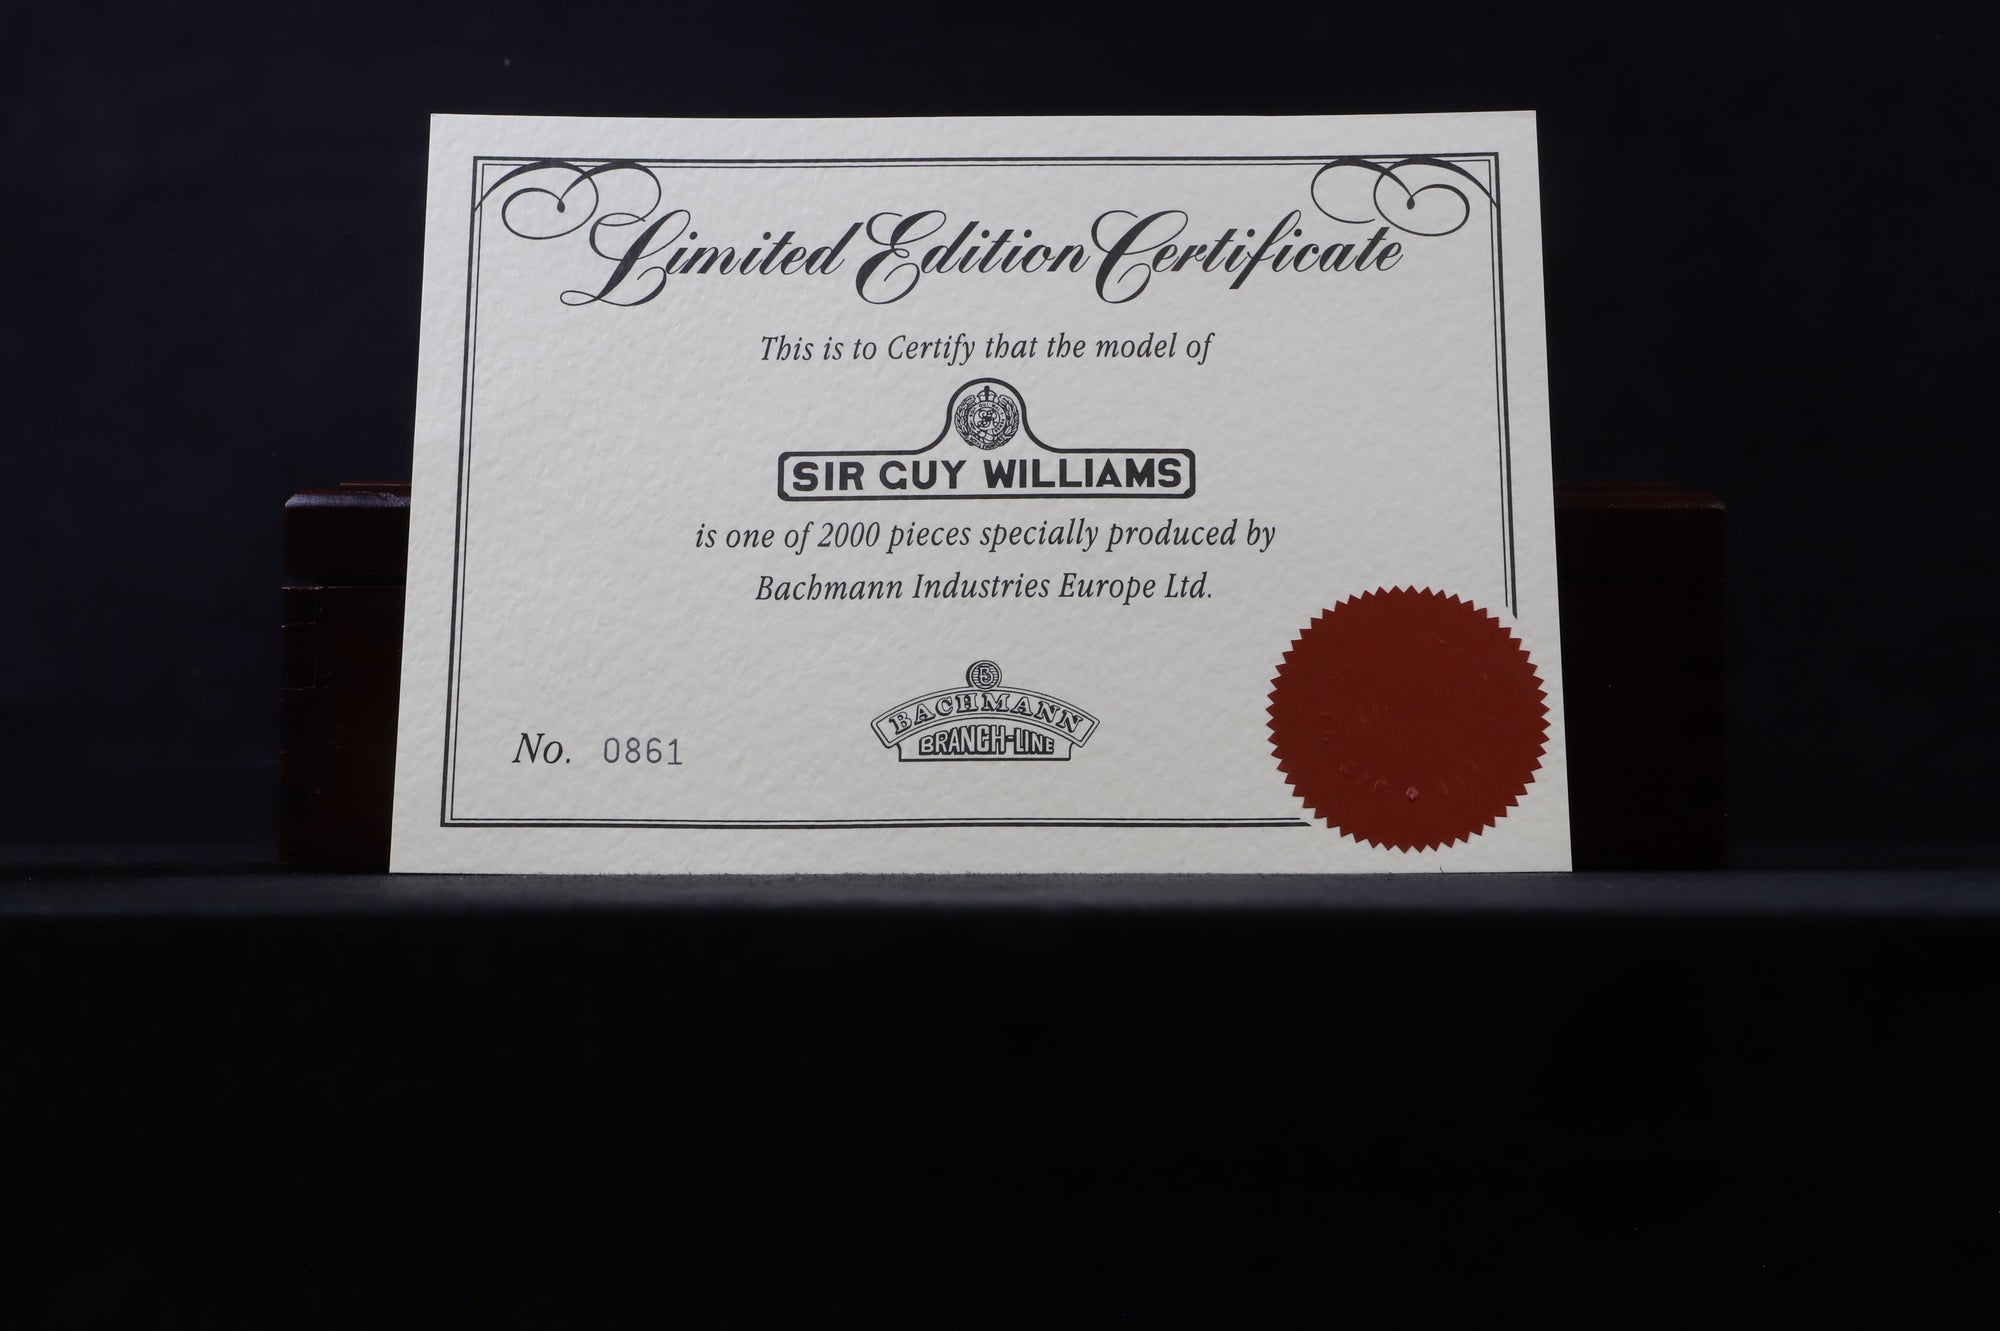 Limited Edition Certificate
This is to Certify that the model of
SIR GUY WILLIAMS
is one of 2000 pieces specially produced by
Bachmann Industries Europe Ltd.
BACHMANN
BRANCH-LINE
No. 0861